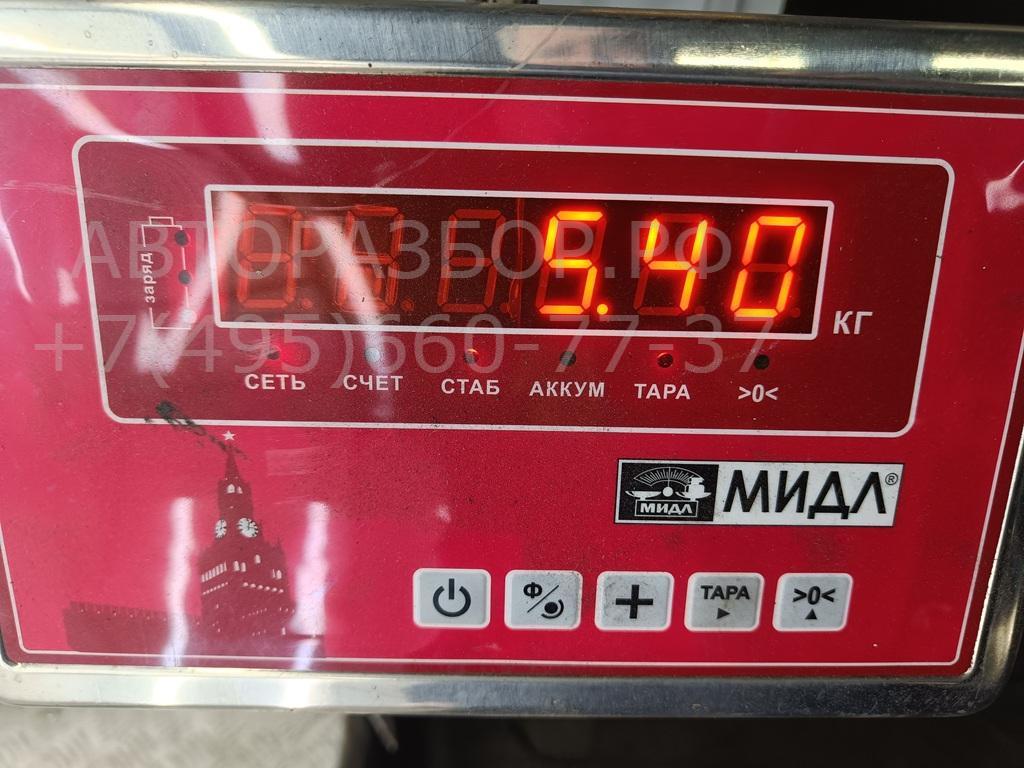 5.40
КГ
АВТОРАЗБОР.РФ
заряд
+7(495)660-77-37
СЕТЬ СЧЕТ СТАБ АККУМ ТАРА >0<
МИДЛ МИДЛ®
Ф ТАРА >0<